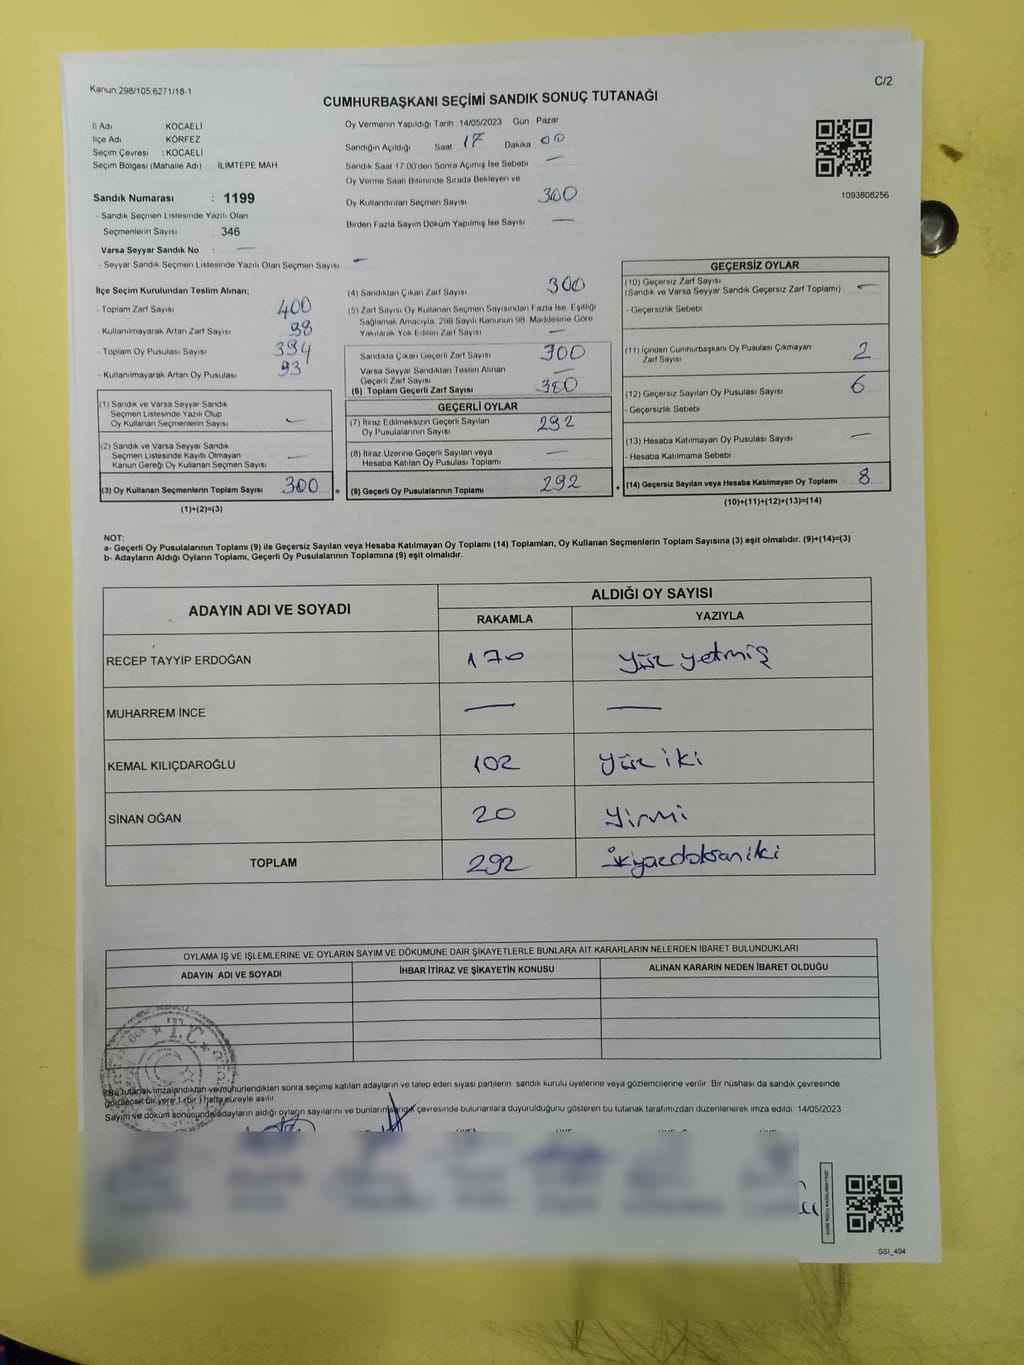 Kanun 298/105,6271/18-1
C/2
CUMHURBAŞKANI SEÇİMİ SANDIK SONUÇ TUTANAĞI
İl Adı KOCAELİ
İlçe Adı KÖRFEZ
Seçim Çevresi : KOCAELİ
Seçim Bölgesi (Mahalle Adı) İLİMTEPE MAH
Sandık Numarası : 1199
- Sandık Seçmen Listesinde Yazılı Olan
Seçmenlerin Sayısı : 346
Varsa Seyyar Sandık No : —
- Seyyar Sandık Seçmen Listesinde Yazılı Olan Seçmen Sayısı —
Oy Vermenin Yapıldığı Tarih 14/05/2023 Gün Pazar
Sandığın Açıldığı Saat 17 Dakika 00
Sandık Saat 17.00'den Sonra Açımış İse Sebebi —
Oy Verme Saati Bitiminde Sırada Bekleyen ve
Oy Kullandırılan Seçmen Sayısı 300
Birden Fazla Sayım Döküm Yapılmış İse Sayısı —
1093808256
İlçe Seçim Kurulundan Teslim Alınan;
- Toplam Zarf Sayısı 400
- Kullanılmayarak Artan Zarf Sayısı 98
- Toplam Oy Pusulası Sayısı 394
- Kullanılmayarak Artan Oy Pusulası 93
(1) Sandık ve Varsa Seyyar Sandık
Seçmen Listesinde Yazılı Olup
Oy Kullanan Seçmenlerin Sayısı —
(2) Sandık ve Varsa Seyyar Sandık
Seçmen Listesinde Kayıtlı Olmayan
Kanun Gereği Oy Kullanan Seçmen Sayısı —
(3) Oy Kullanan Seçmenlerin Toplam Sayısı 300 =
(1)+(2)=(3)
(4) Sandıktan Çıkan Zarf Sayısı 300
(5) Zarf Sayısı Oy Kullanan Seçmen Sayısından Fazla İse, Eşitliği
Sağlamak Amacıyla, 298 Sayılı Kanunun 98. Maddesine Göre
Yakılarak Yok Edilen Zarf Sayısı —
Sandıkta Çıkan Geçerli Zarf Sayısı 300
Varsa Seyyar Sandıktan Teslim Alınan
Geçerli Zarf Sayısı —
(6) Toplam Geçerli Zarf Sayısı 300
GEÇERLİ OYLAR
(7) İtiraz Edilmeksizin Geçerli Sayılan
Oy Pusulalarının Sayısı 292
(8) İtiraz Üzerine Geçerli Sayılan veya
Hesaba Katılan Oy Pusulası Toplamı —
(9) Geçerli Oy Pusulalarının Toplamı 292 +
GEÇERSİZ OYLAR
(10) Geçersiz Zarf Sayısı
(Sandık ve Varsa Seyyar Sandık Geçersiz Zarf Toplamı) —
- Geçersizlik Sebebi
(11) İçinden Cumhurbaşkanı Oy Pusulası Çıkmayan
Zarf Sayısı 2
(12) Geçersiz Sayılan Oy Pusulası Sayısı 6
- Geçersizlik Sebebi
(13) Hesaba Katılmayan Oy Pusulası Sayısı —
- Hesaba Katılmama Sebebi
(14) Geçersiz Sayılan veya Hesaba Katılmayan Oy Toplamı 8
(10)+(11)+(12)+(13)=(14)
NOT:
a- Geçerli Oy Pusulalarının Toplamı (9) ile Geçersiz Sayılan veya Hesaba Katılmayan Oy Toplamı (14) Toplamları, Oy Kullanan Seçmenlerin Toplam Sayısına (3) eşit olmalıdır. (9)+(14)=(3)
b- Adayların Aldığı Oyların Toplamı, Geçerli Oy Pusulalarının Toplamına (9) eşit olmalıdır.
ADAYIN ADI VE SOYADI ALDIĞI OY SAYISI
RAKAMLA YAZIYLA
RECEP TAYYİP ERDOĞAN 170 yüz yetmiş
MUHARREM İNCE — —
KEMAL KILIÇDAROĞLU 102 yüz iki
SİNAN OĞAN 20 yirmi
TOPLAM 292 ikiyüzdoksaniki
OYLAMA İŞ VE İŞLEMLERİNE VE OYLARIN SAYIM VE DÖKÜMÜNE DAİR ŞİKAYETLERLE BUNLARA AİT KARARLARIN NELERDEN İBARET BULUNDUKLARI
ADAYIN ADI VE SOYADI İHBAR İTİRAZ VE ŞİKAYETİN KONUSU ALINAN KARARIN NEDEN İBARET OLDUĞU
T.C.
Bu tutanak imzalandıktan ve mühürlendikten sonra seçime katılan adayların ve talep eden siyasi partilerin sandık kurulu üyelerine veya gözlemcilerine verilir. Bir nüshası da sandık çevresinde
görülecek bir yere 1 (bir) hafta süreyle asılır.
Sayım ve döküm sonucunda adayların aldığı oyların sayılarını ve bunların sandık çevresinde bulunanlara duyurulduğunu gösteren bu tutanak tarafımızdan düzenlenerek imza edildi. 14/05/2023
SSİ_404